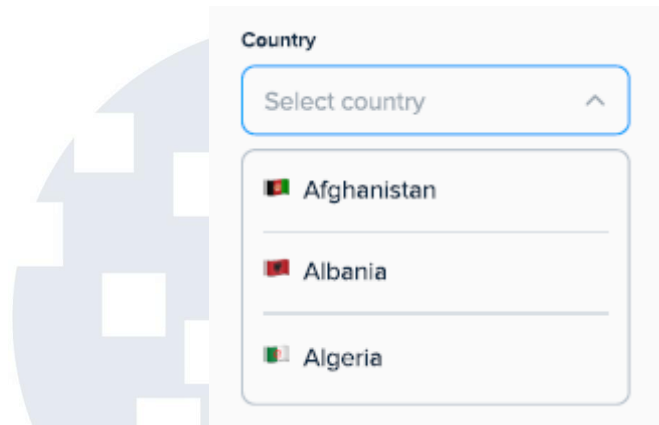 Country
Select country
Afghanistan
Albania
Algeria